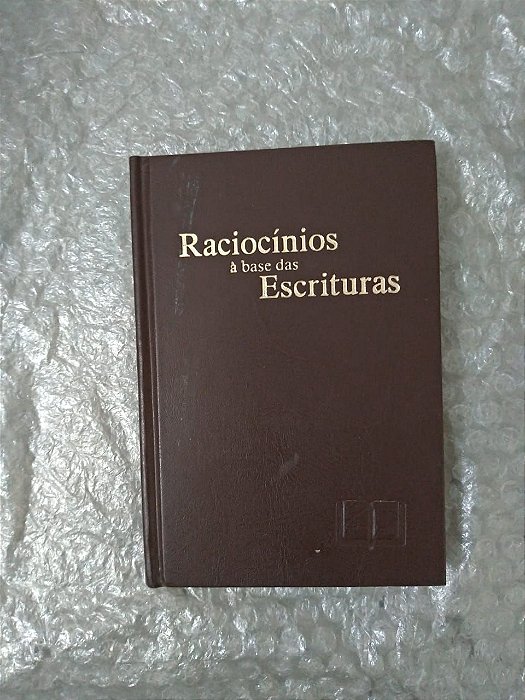 Raciocínios
à base das
Escrituras